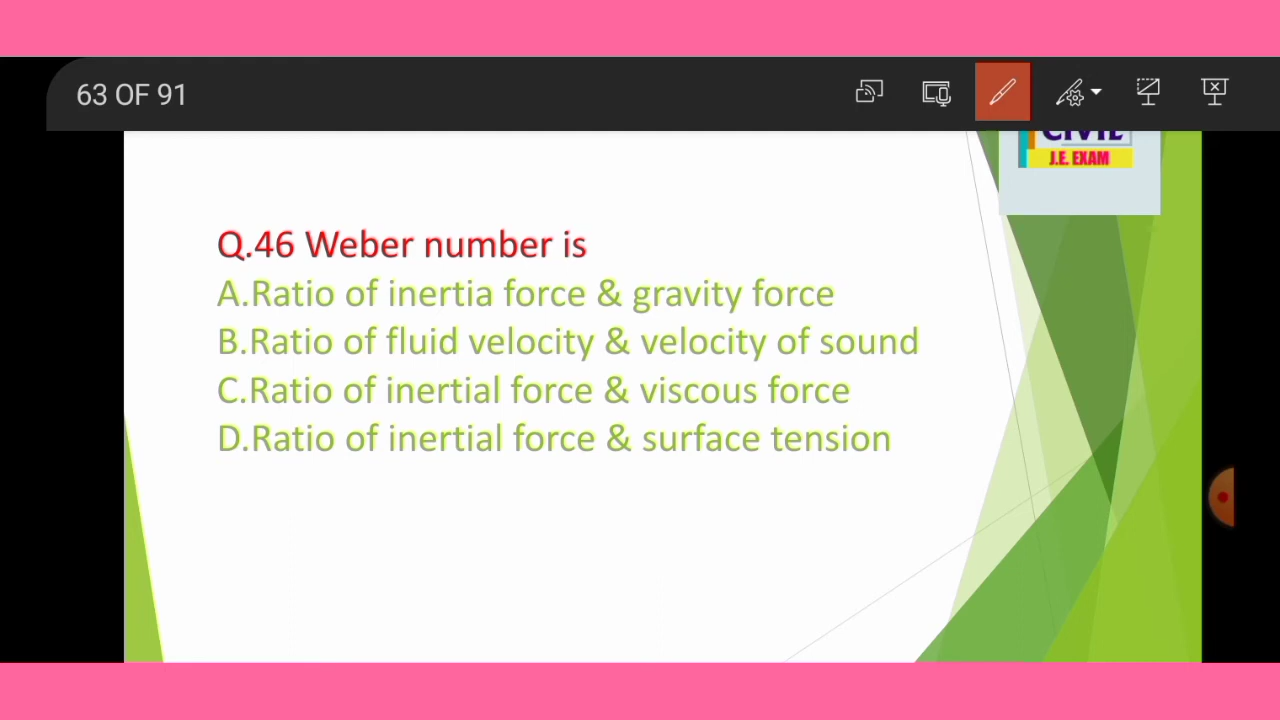 63 OF 91
CIVIL
J.E. EXAM
Q.46 Weber number is
A.Ratio of inertia force & gravity force
B.Ratio of fluid velocity & velocity of sound
C.Ratio of inertial force & viscous force
D.Ratio of inertial force & surface tension